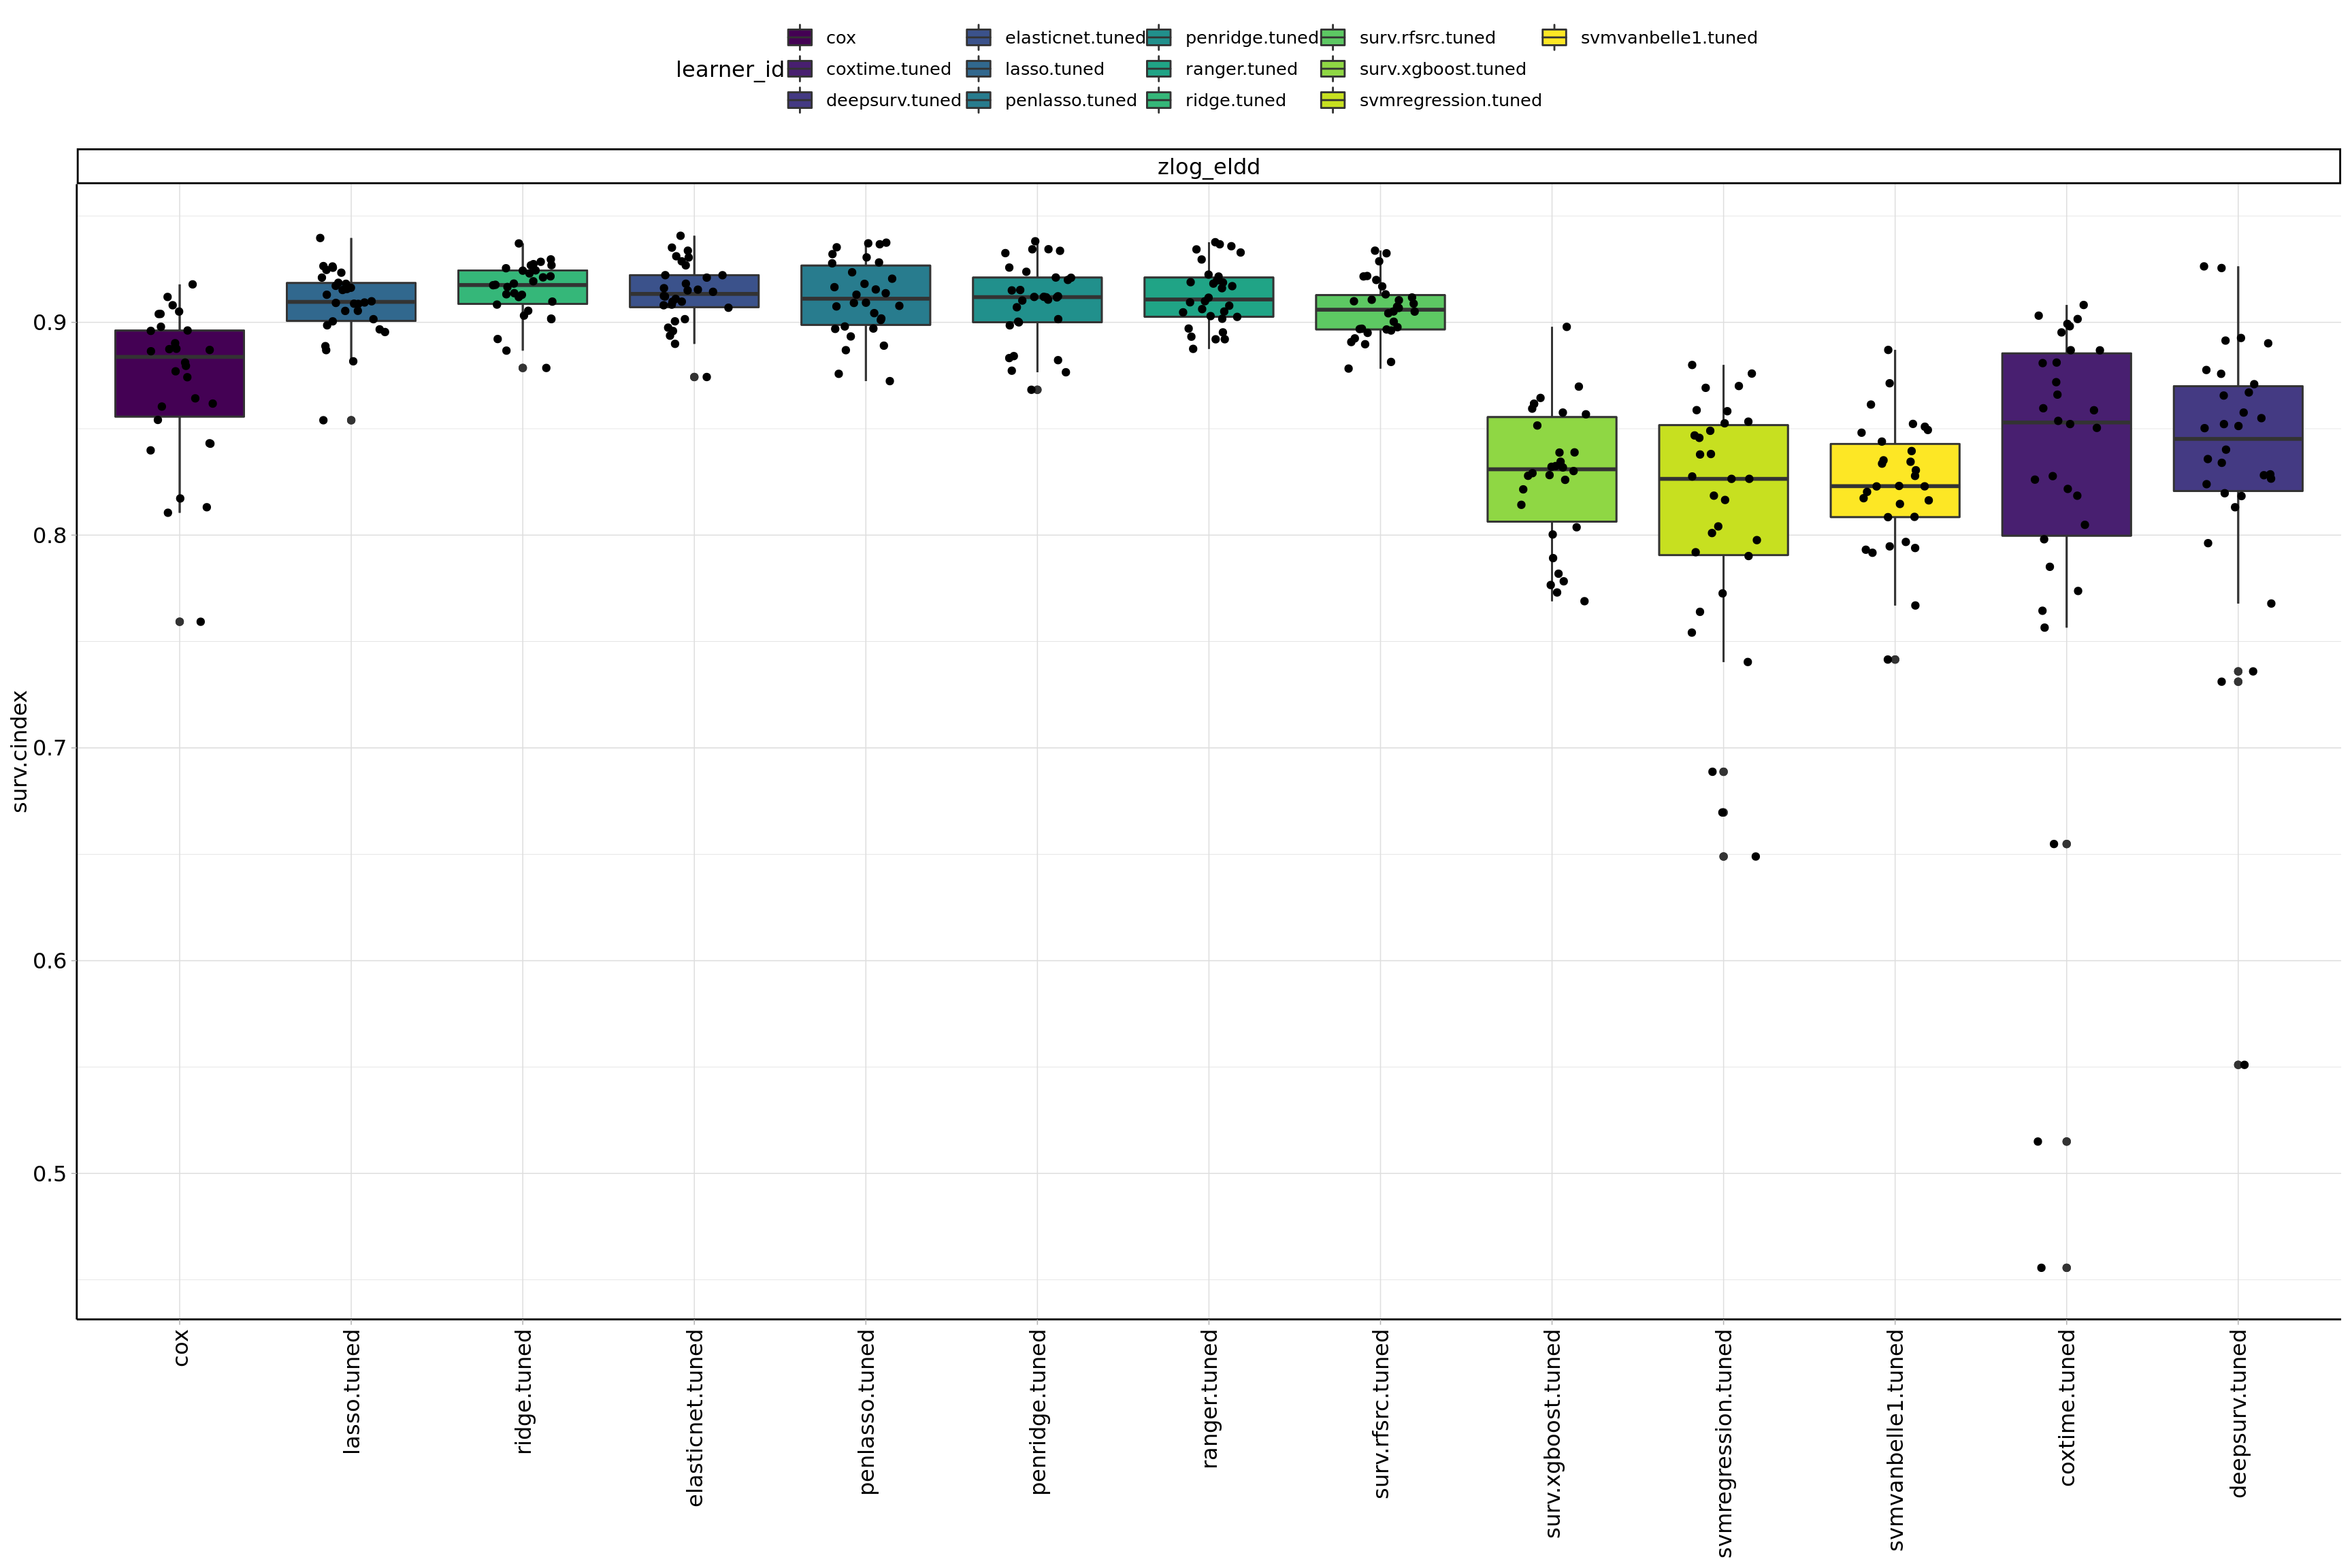 cox elasticnet.tuned penridge.tuned surv.rfsrc.tuned svmvanbelle1.tuned
learner_id coxtime.tuned lasso.tuned ranger.tuned surv.xgboost.tuned
deepsurv.tuned penlasso.tuned ridge.tuned svmregression.tuned
zlog_eldd
surv.cindex
0.9
0.8
0.7
0.6
0.5
cox
lasso.tuned
ridge.tuned
elasticnet.tuned
penlasso.tuned
penridge.tuned
ranger.tuned
surv.rfsrc.tuned
surv.xgboost.tuned
svmregression.tuned
svmvanbelle1.tuned
coxtime.tuned
deepsurv.tuned